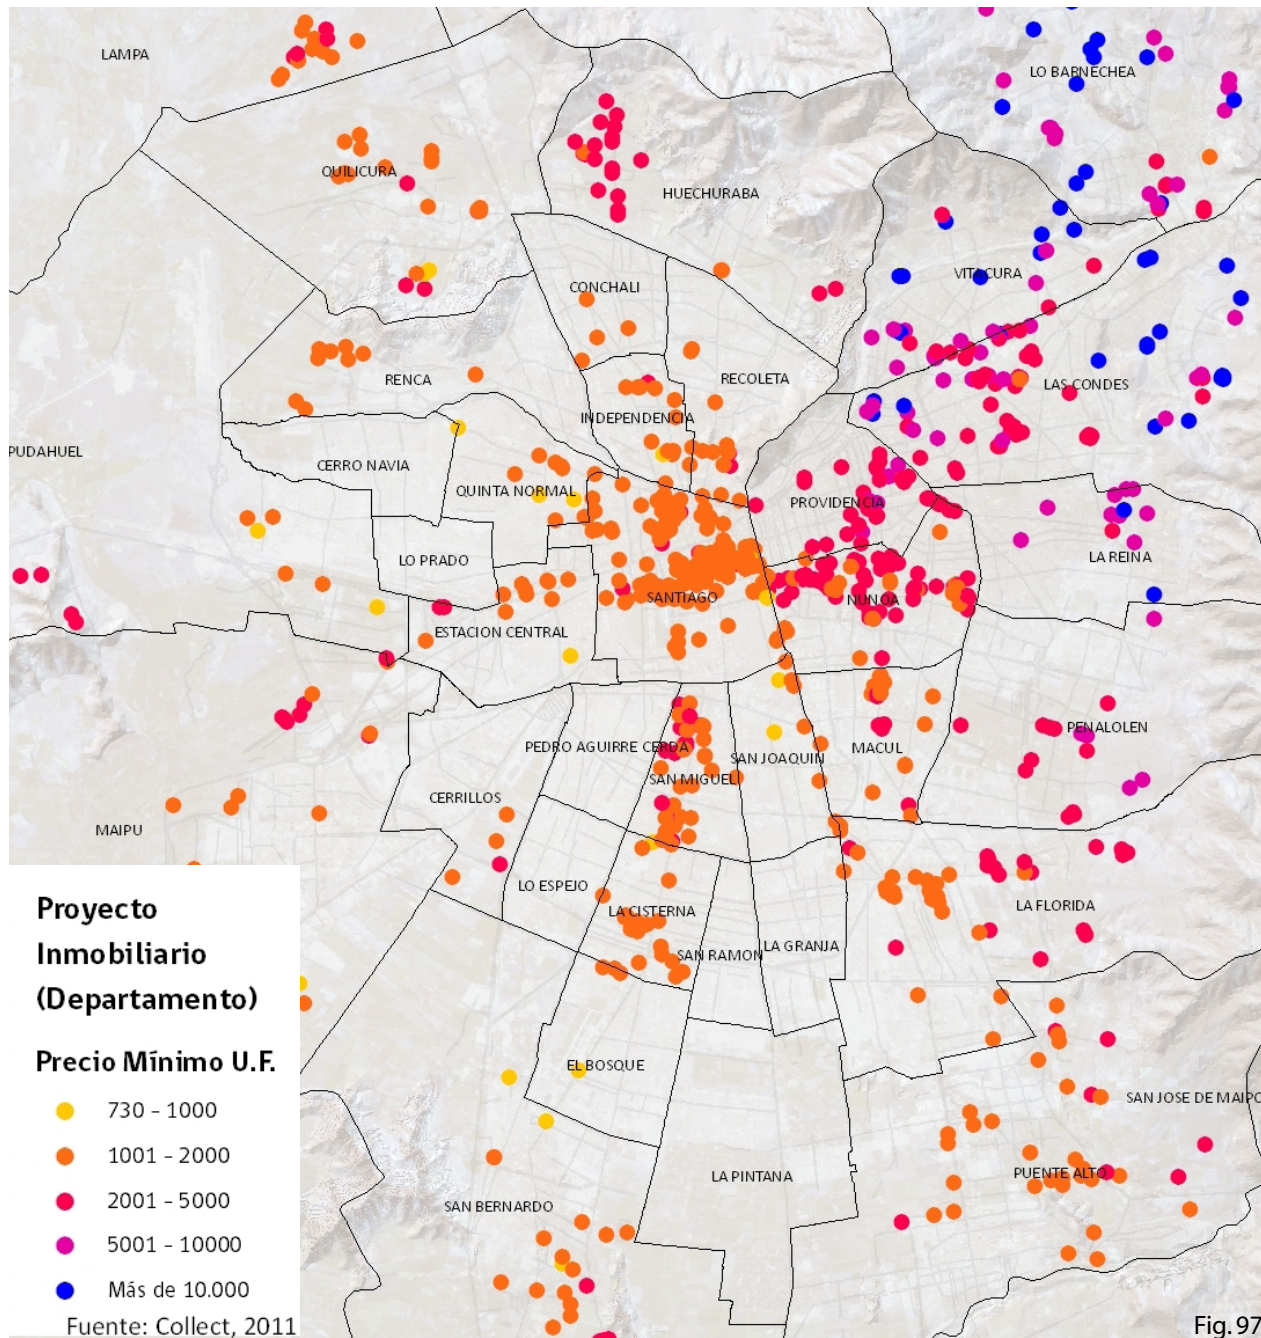 LAMPA
LO BARNECHEA
QUILICURA
HUECHURABA
VITACURA
CONCHALI
RENCA
RECOLETA
LAS CONDES
INDEPENDENCIA
PUDAHUEL
CERRO NAVIA
QUINTA NORMAL
PROVIDENCIA
LO PRADO
LA REINA
SANTIAGO
NUNOA
ESTACION CENTRAL
PENALOLEN
PEDRO AGUIRRE CERDA
MACUL
SAN JOAQUIN
SAN MIGUEL
CERRILLOS
MAIPU
LO ESPEJO
LA CISTERNA
LA FLORIDA
LA GRANJA
SAN RAMON
EL BOSQUE
SAN JOSE DE MAIPO
PUENTE ALTO
LA PINTANA
SAN BERNARDO
Proyecto
Inmobiliario
(Departamento)
Precio Mínimo U.F.
730 - 1000
1001 - 2000
2001 - 5000
5001 - 10000
Más de 10.000
Fuente: Collect, 2011
Fig.97